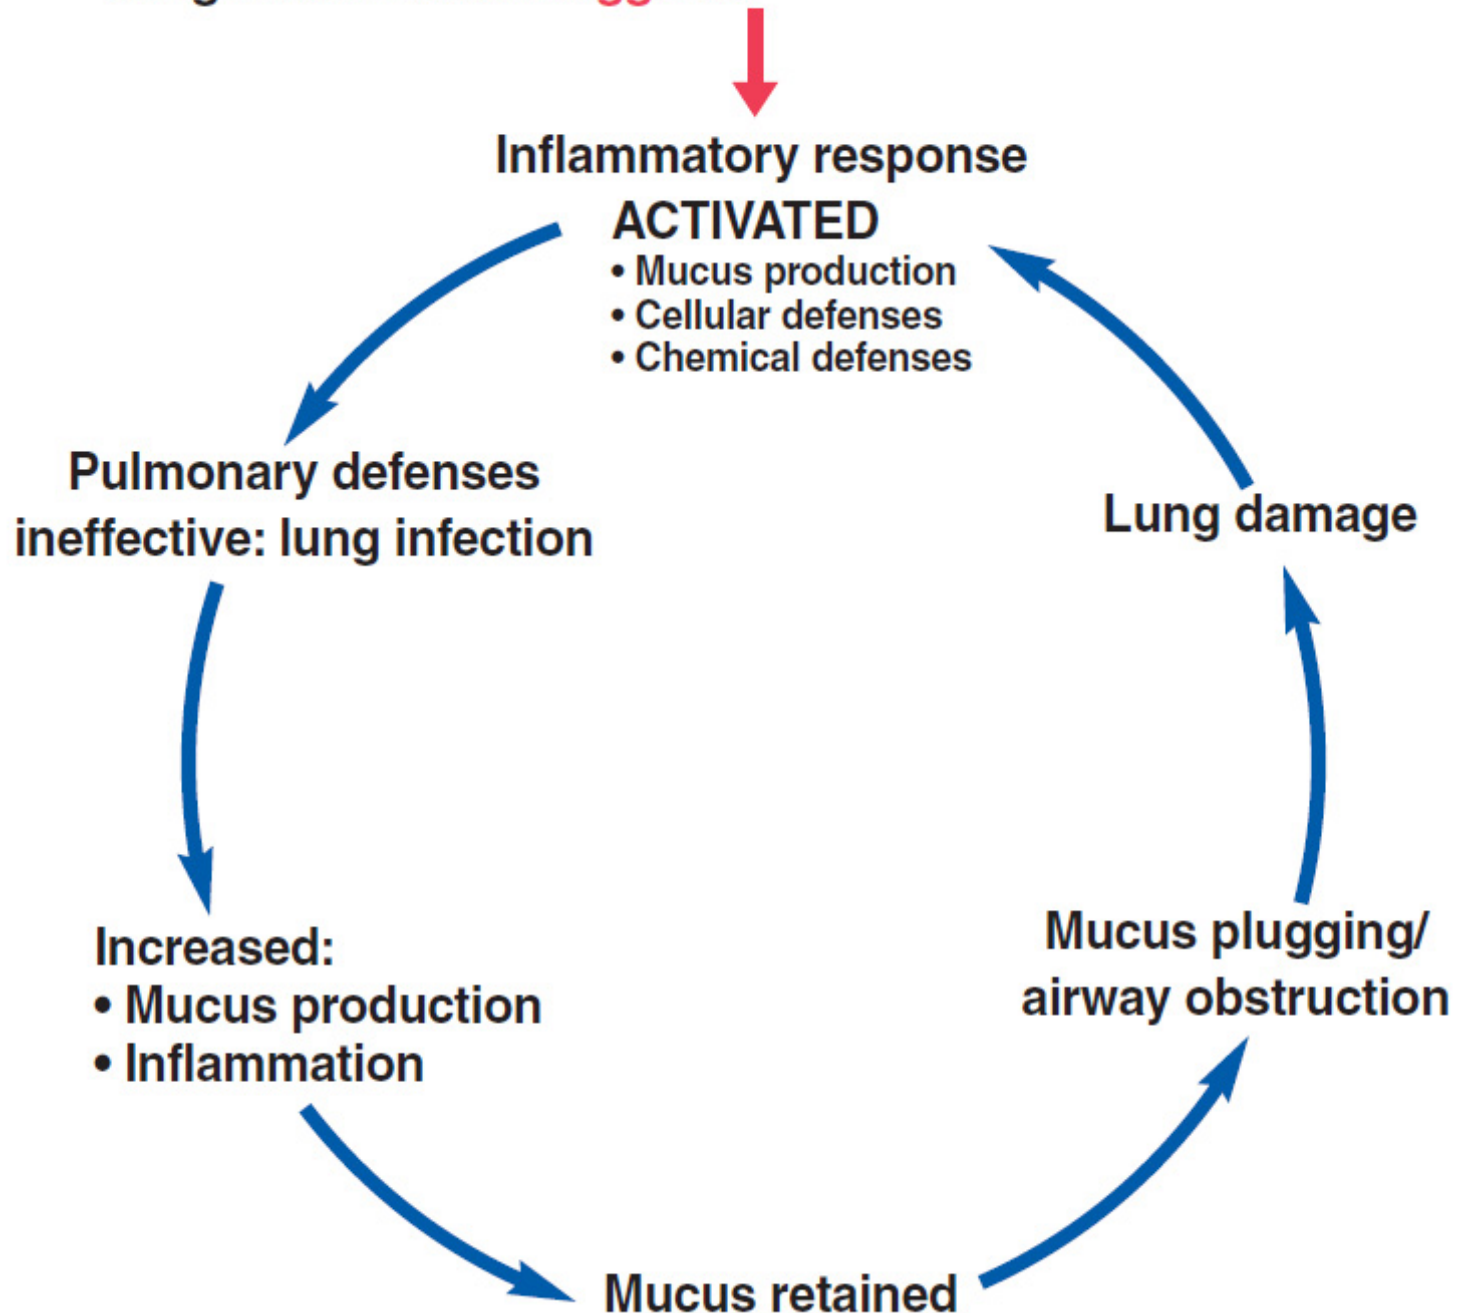 Inflammatory response
ACTIVATED
• Mucus production
• Cellular defenses
• Chemical defenses
Pulmonary defenses
ineffective: lung infection
Lung damage
Increased:
• Mucus production
• Inflammation
Mucus plugging/
airway obstruction
Mucus retained